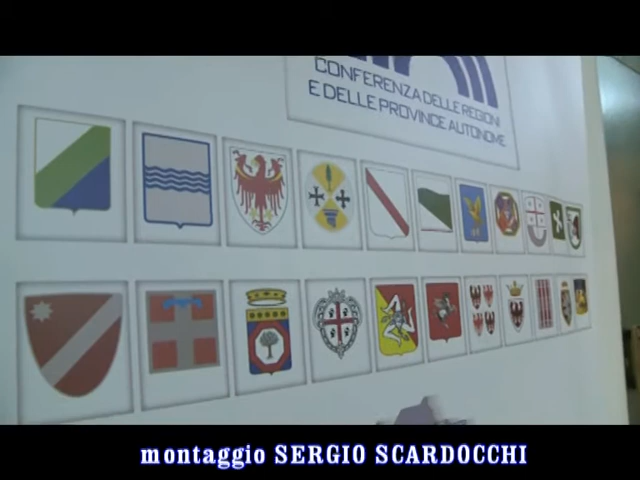 CONFERENZA DELLE REGIONI
E DELLE PROVINCE AUTONOME
montaggio SERGIO SCARDOCCHI